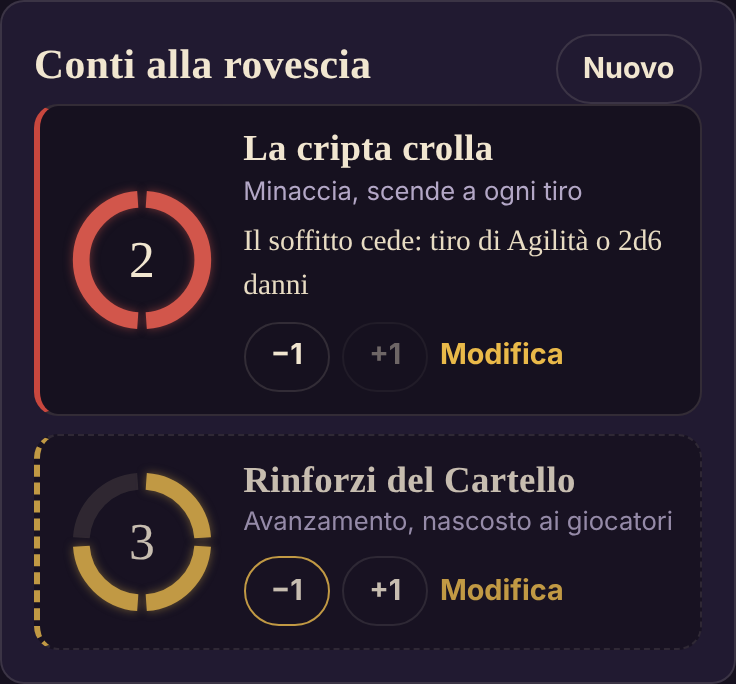 Conti alla rovescia
Nuovo
La cripta crolla
Minaccia, scende a ogni tiro
2
Il soffitto cede: tiro di Agilità o 2d6
danni
−1
+1
Modifica
Rinforzi del Cartello
Avanzamento, nascosto ai giocatori
3
−1
+1
Modifica